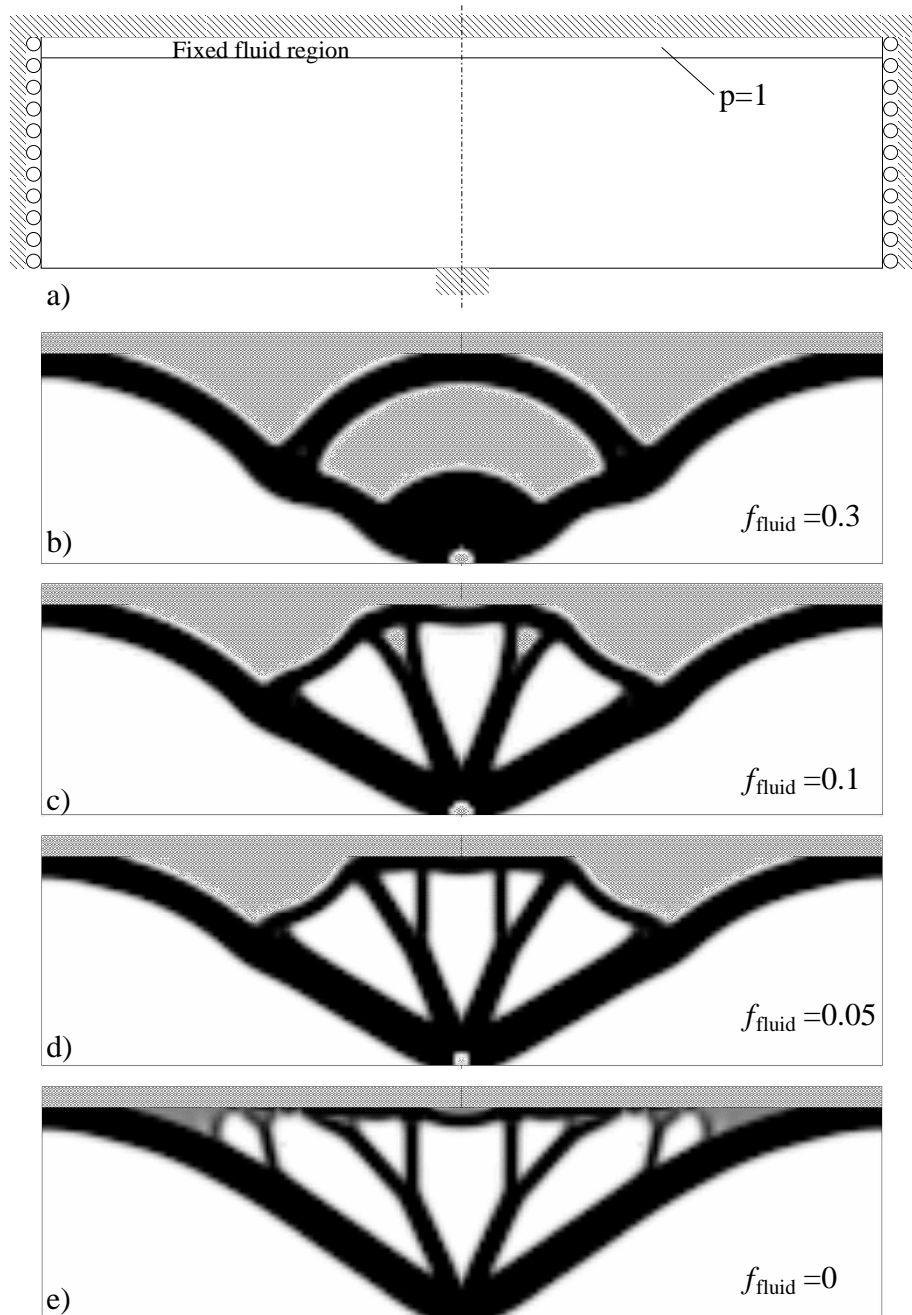 Fixed fluid region
p=1
a)
b)
f_fluid =0.3
c)
f_fluid =0.1
d)
f_fluid =0.05
e)
f_fluid =0